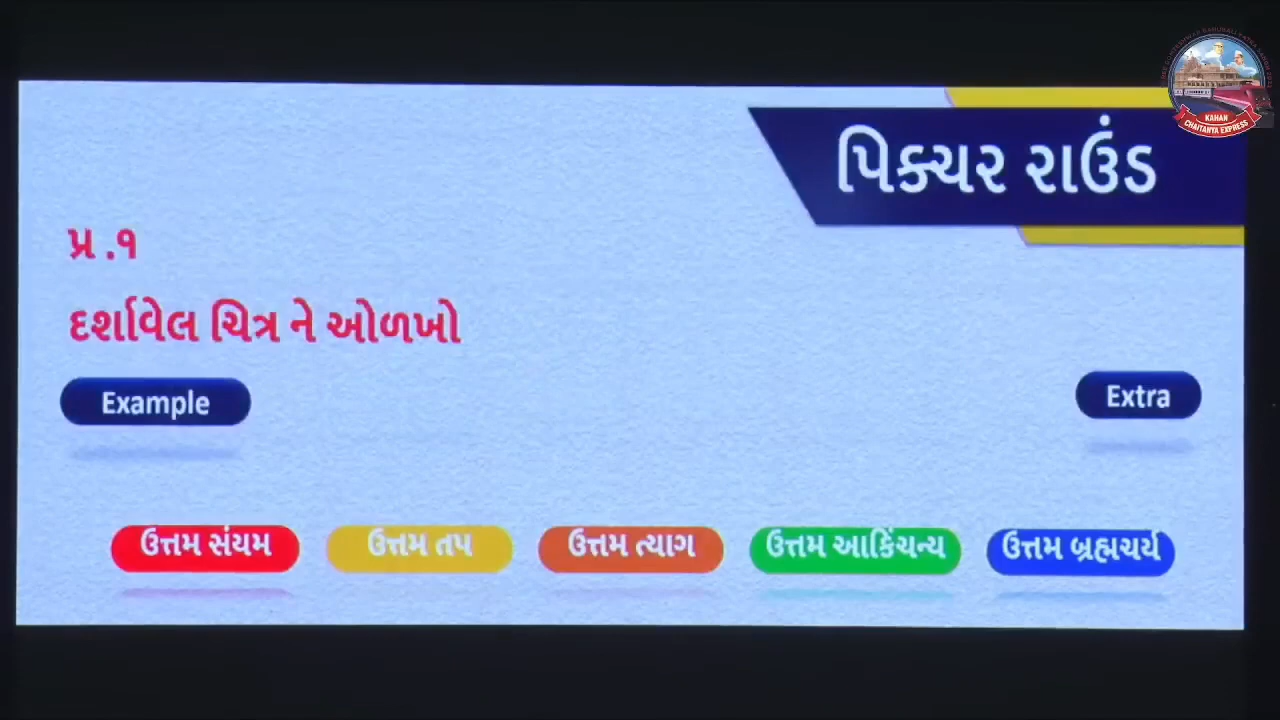 પિક્ચર રાઉંડ
પ્ર .૧
દર્શાવેલ ચિત્ર ને ઓળખો
Example
Extra
ઉત્તમ સંયમ
ઉત્તમ તપ
ઉત્તમ ત્યાગ
ઉત્તમ આકિંચન્ય
ઉત્તમ બ્રહ્મચર્ય
KAHAN
CHAITANYA EXPRESS